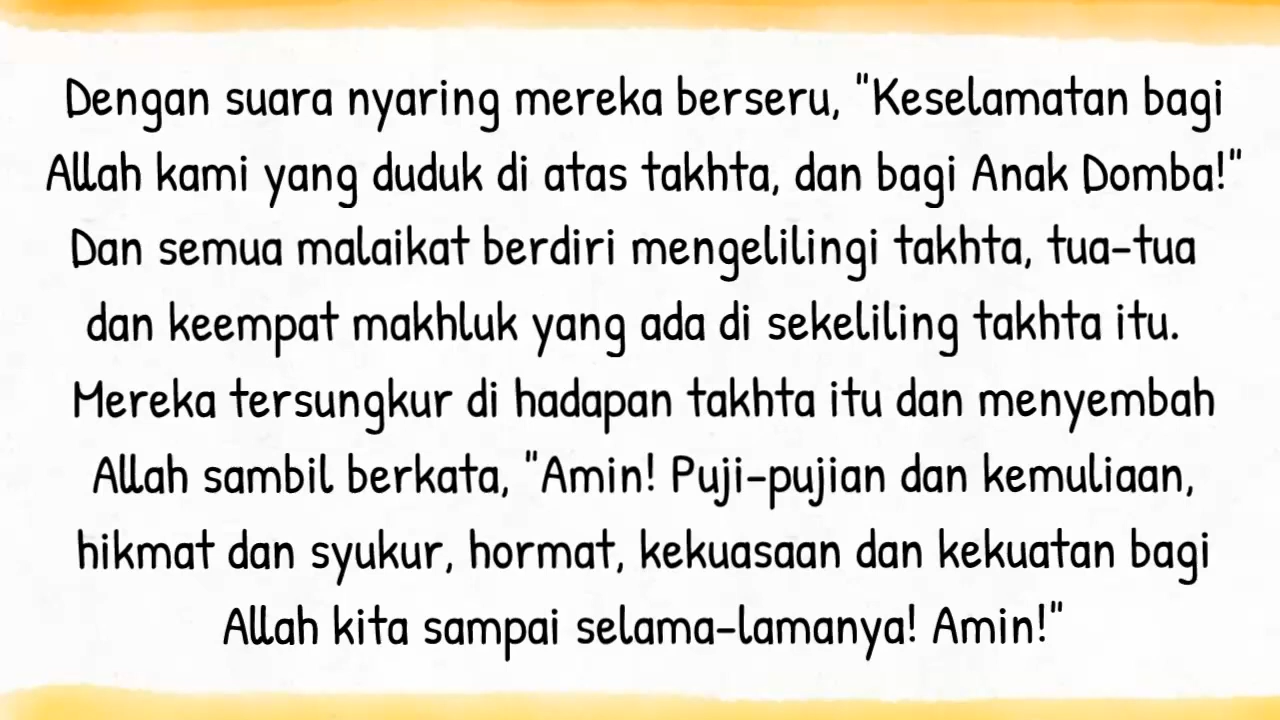 Dengan suara nyaring mereka berseru, "Keselamatan bagi
Allah kami yang duduk di atas takhta, dan bagi Anak Domba!"
Dan semua malaikat berdiri mengelilingi takhta, tua-tua
dan keempat makhluk yang ada di sekeliling takhta itu.
Mereka tersungkur di hadapan takhta itu dan menyembah
Allah sambil berkata, "Amin! Puji-pujian dan kemuliaan,
hikmat dan syukur, hormat, kekuasaan dan kekuatan bagi
Allah kita sampai selama-lamanya! Amin!"